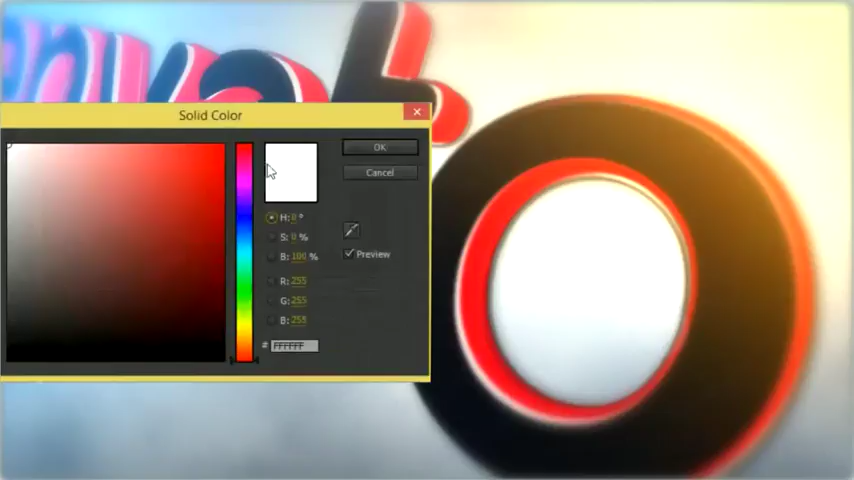 Solid Color
OK
Cancel
H: 0 °
S: 0 %
B: 100 %
Preview
R: 255
G: 255
B: 255
# FFFFFF